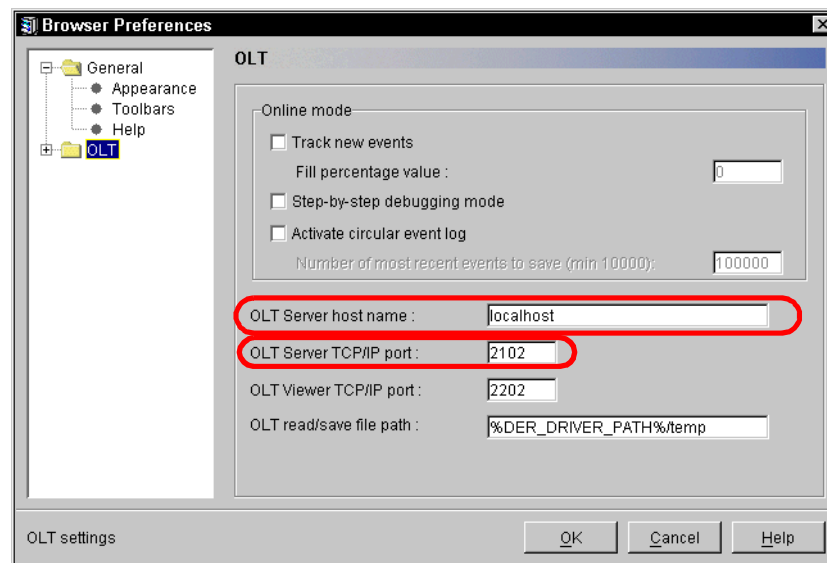 Browser Preferences
General
Appearance
Toolbars
Help
OLT
OLT
Online mode
Track new events
Fill percentage value : 0
Step-by-step debugging mode
Activate circular event log
Number of most recent events to save (min 10000): 100000
OLT Server host name : localhost
OLT Server TCP/IP port : 2102
OLT Viewer TCP/IP port : 2202
OLT read/save file path : %DER_DRIVER_PATH%/temp
OLT settings
OK Cancel Help